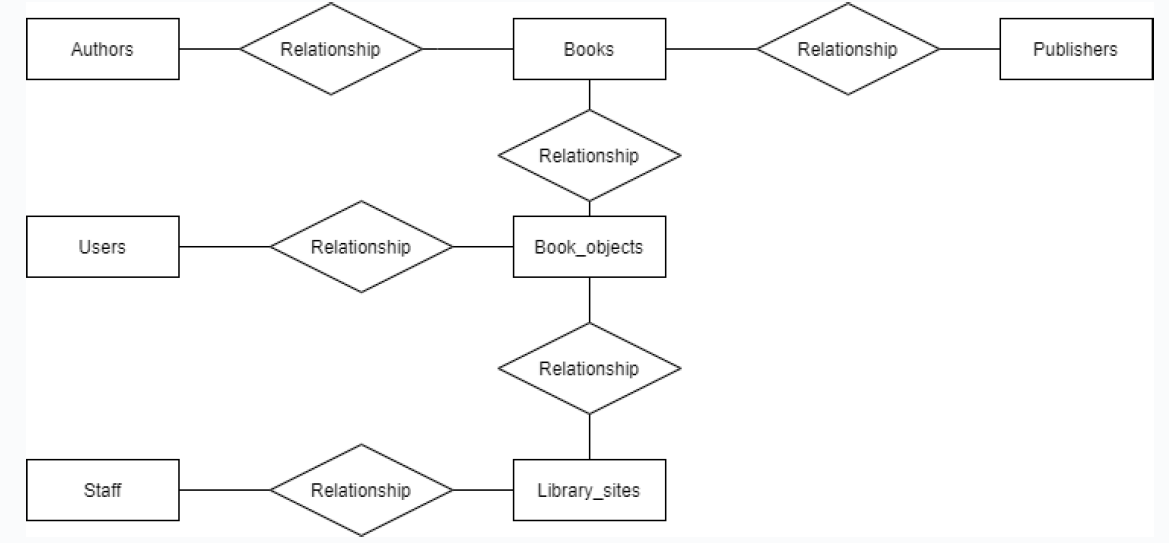 Authors
Relationship
Books
Relationship
Publishers
Relationship
Users
Relationship
Book_objects
Relationship
Staff
Relationship
Library_sites